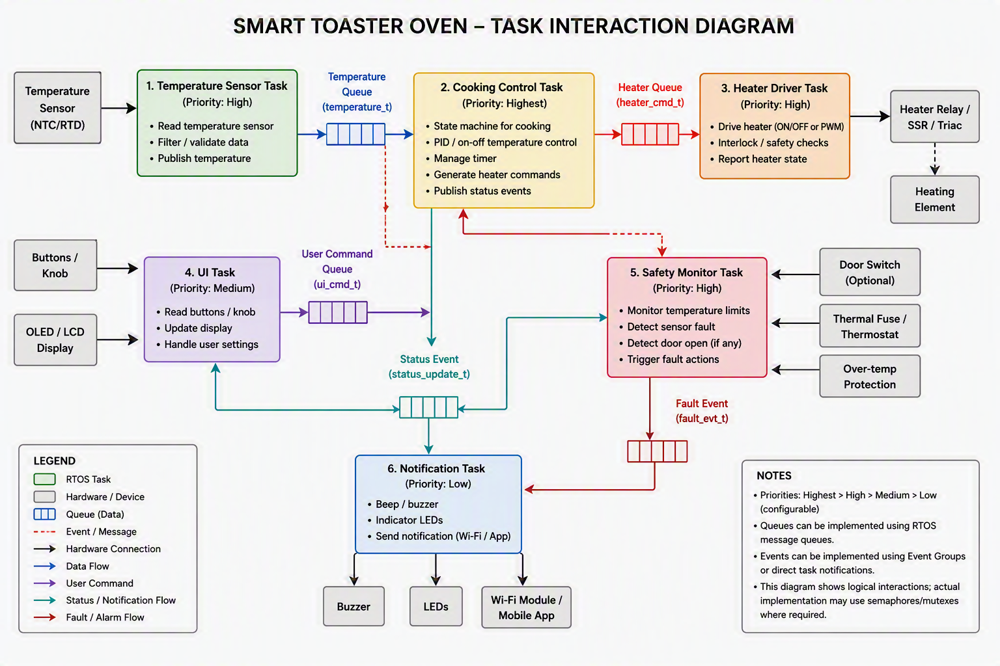 SMART TOASTER OVEN – TASK INTERACTION DIAGRAM
Temperature
Sensor
(NTC/RTD)
1. Temperature Sensor Task
(Priority: High)
• Read temperature sensor
• Filter / validate data
• Publish temperature
Temperature
Queue
(temperature_t)
2. Cooking Control Task
(Priority: Highest)
• State machine for cooking
• PID / on-off temperature control
• Manage timer
• Generate heater commands
• Publish status events
Heater Queue
(heater_cmd_t)
3. Heater Driver Task
(Priority: High)
• Drive heater (ON/OFF or PWM)
• Interlock / safety checks
• Report heater state
Heater Relay /
SSR / Triac
Heating
Element
Buttons /
Knob
OLED / LCD
Display
4. UI Task
(Priority: Medium)
• Read buttons / knob
• Update display
• Handle user settings
User Command
Queue
(ui_cmd_t)
Status Event
(status_update_t)
5. Safety Monitor Task
(Priority: High)
• Monitor temperature limits
• Detect sensor fault
• Detect door open (if any)
• Trigger fault actions
Door Switch
(Optional)
Thermal Fuse /
Thermostat
Over-temp
Protection
Fault Event
(fault_evt_t)
6. Notification Task
(Priority: Low)
• Beep / buzzer
• Indicator LEDs
• Send notification (Wi-Fi / App)
Buzzer
LEDs
Wi-Fi Module /
Mobile App
LEGEND
RTOS Task
Hardware / Device
Queue (Data)
Event / Message
Hardware Connection
Data Flow
User Command
Status / Notification Flow
Fault / Alarm Flow
NOTES
• Priorities: Highest > High > Medium > Low
(configurable)
• Queues can be implemented using RTOS
message queues.
• Events can be implemented using Event Groups
or direct task notifications.
• This diagram shows logical interactions; actual
implementation may use semaphores/mutexes
where required.